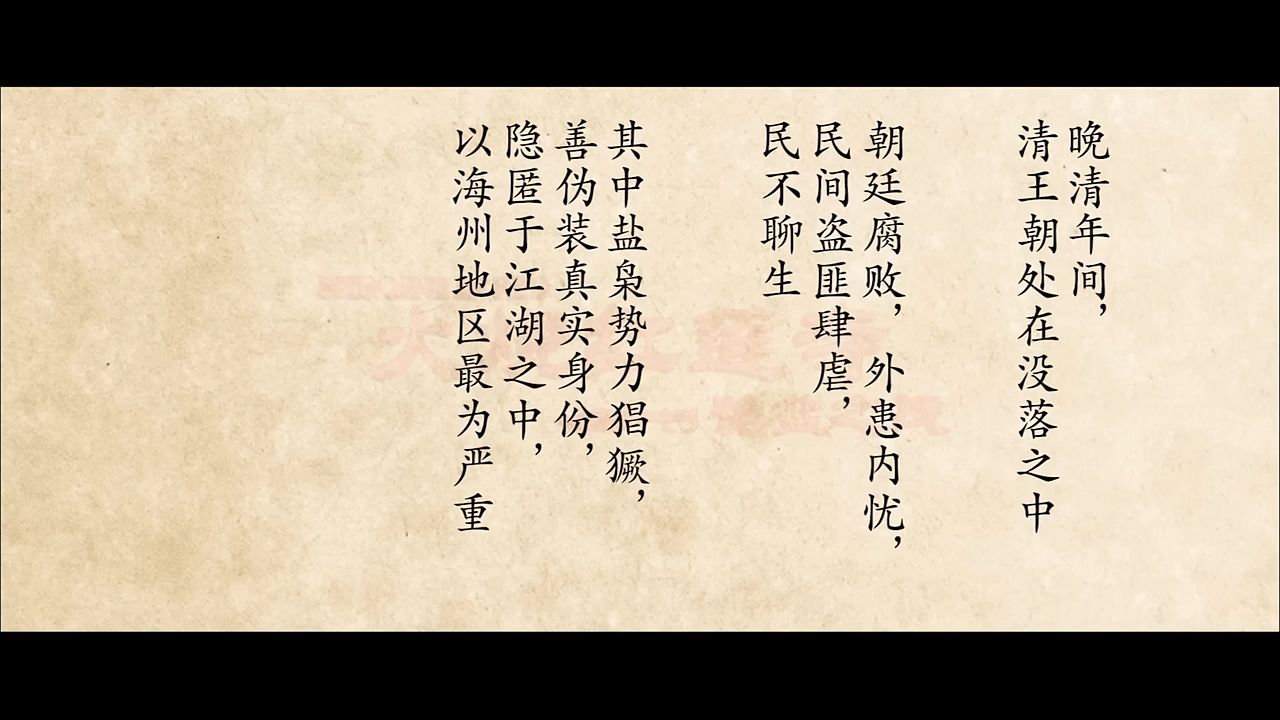 晚清年间，
清王朝处在没落之中
朝廷腐败，外患内忧，
民间盗匪肆虐，
民不聊生
其中盐枭势力猖獗，
善伪装真实身份，
隐匿于江湖之中，
以海州地区最为严重